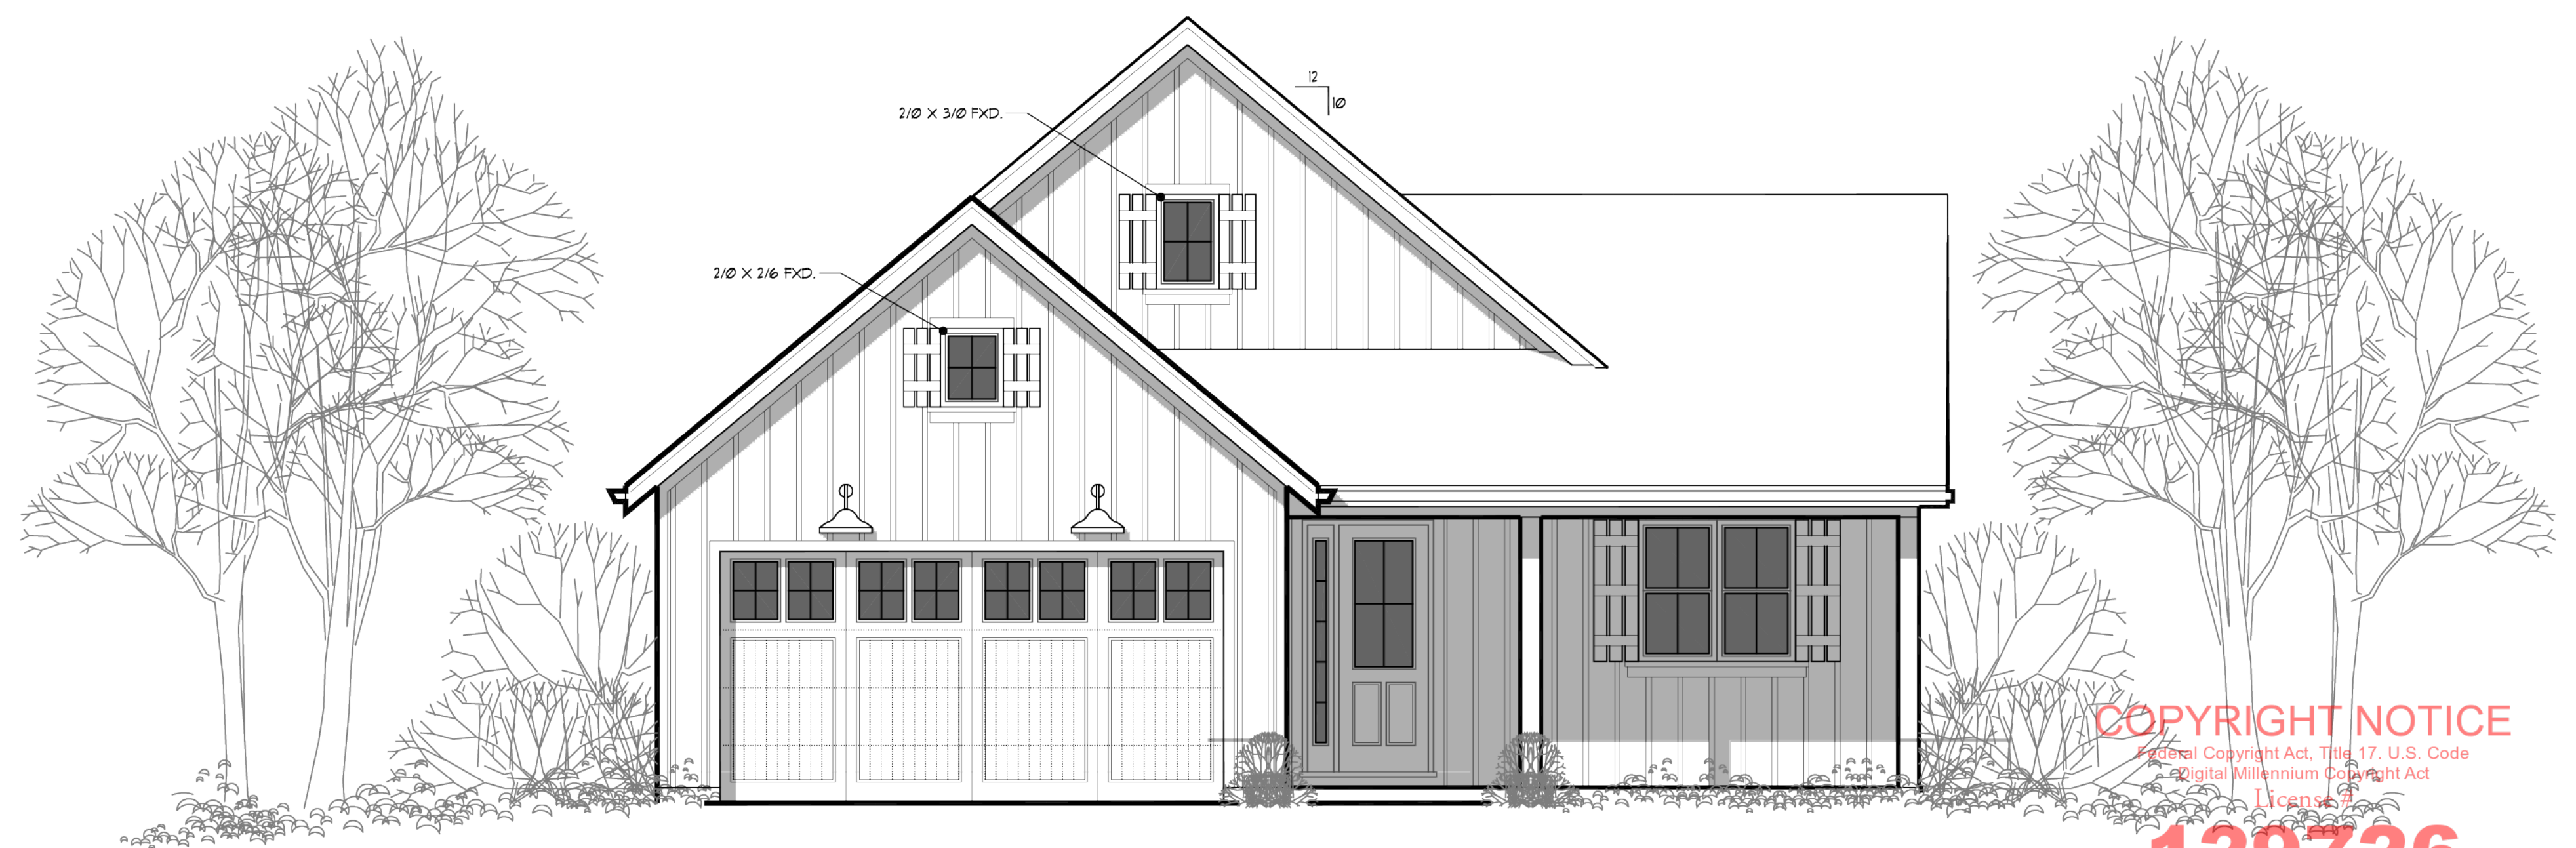 12
10
2/0 X 3/0 FXD.
2/0 X 2/6 FXD.
COPYRIGHT NOTICE
Federal Copyright Act, Title 17. U.S. Code
Digital Millennium Copyright Act
License #
129726